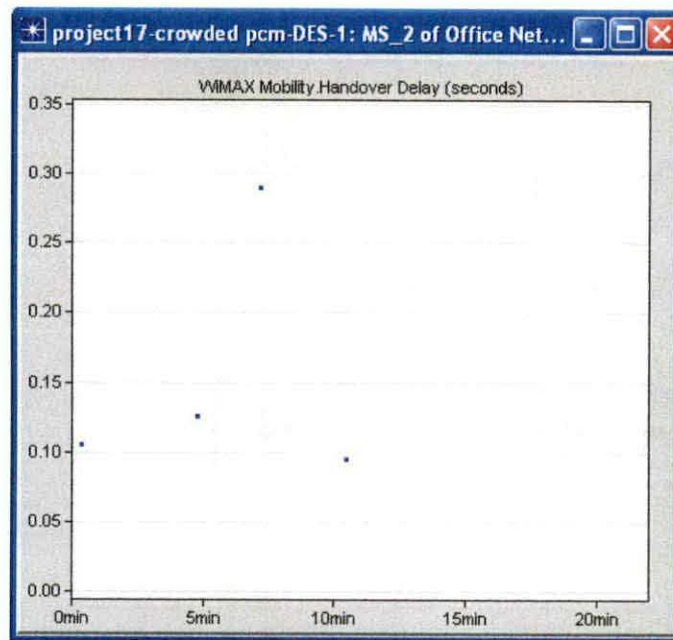 project17-crowded pcm-DES-1: MS_2 of Office Net...
WiMAX Mobility.Handover Delay (seconds)
0.35
0.30
0.25
0.20
0.15
0.10
0.05
0.00
0min 5min 10min 15min 20min